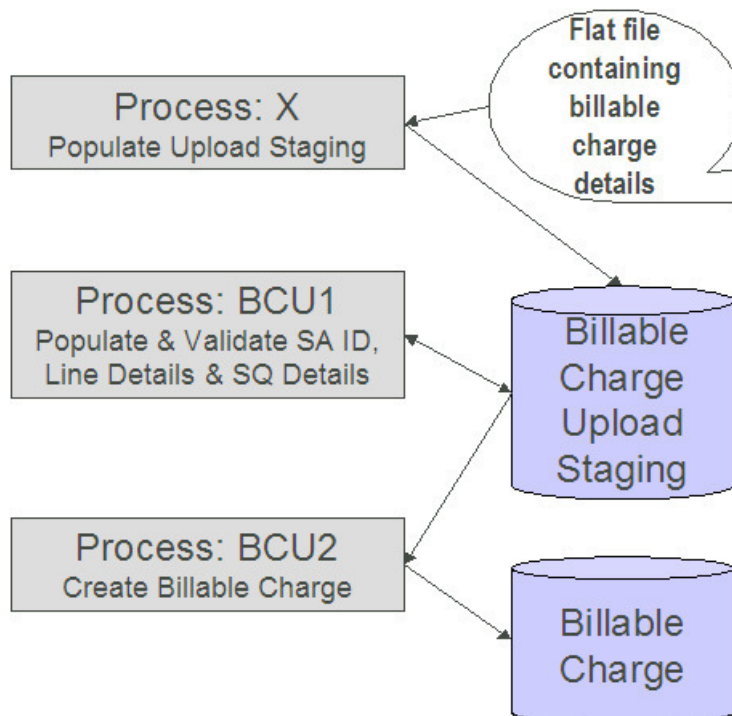 Flat file
containing
billable
charge
details
Process: X
Populate Upload Staging
Process: BCU1
Populate & Validate SA ID,
Line Details & SQ Details
Billable
Charge
Upload
Staging
Process: BCU2
Create Billable Charge
Billable
Charge